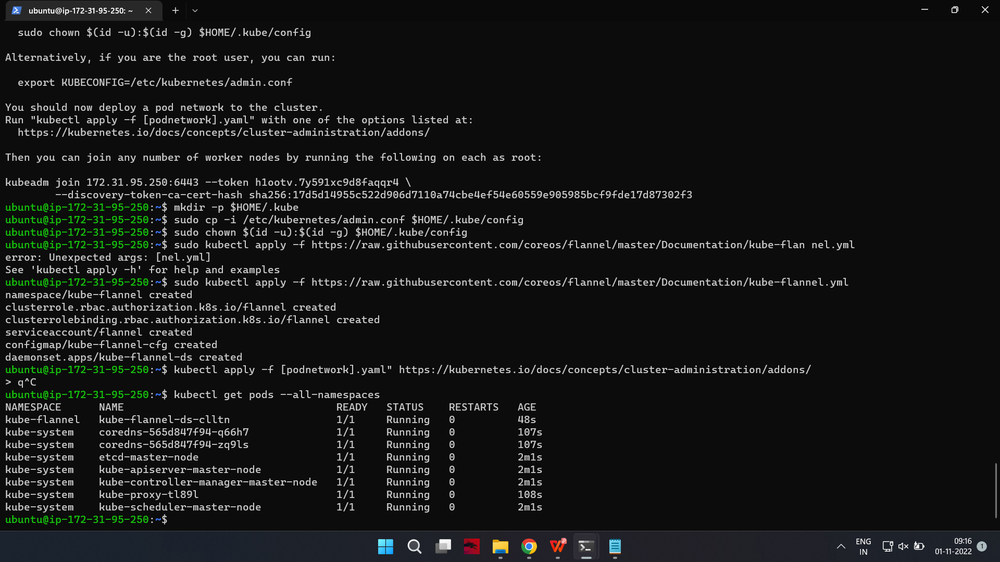 ubuntu@ip-172-31-95-250: ~
sudo chown $(id -u):$(id -g) $HOME/.kube/config
Alternatively, if you are the root user, you can run:
export KUBECONFIG=/etc/kubernetes/admin.conf
You should now deploy a pod network to the cluster.
Run "kubectl apply -f [podnetwork].yaml" with one of the options listed at:
https://kubernetes.io/docs/concepts/cluster-administration/addons/
Then you can join any number of worker nodes by running the following on each as root:
kubeadm join 172.31.95.250:6443 --token h1ootv.7y591xc9d8faqqr4 \
--discovery-token-ca-cert-hash sha256:17d5d14955c522d906d7110a74cbe4ef54e60559e905985bcf9fde17d87302f3
ubuntu@ip-172-31-95-250:~$ mkdir -p $HOME/.kube
ubuntu@ip-172-31-95-250:~$ sudo cp -i /etc/kubernetes/admin.conf $HOME/.kube/config
ubuntu@ip-172-31-95-250:~$ sudo chown $(id -u):$(id -g) $HOME/.kube/config
ubuntu@ip-172-31-95-250:~$ sudo kubectl apply -f https://raw.githubusercontent.com/coreos/flannel/master/Documentation/kube-flan nel.yml
error: Unexpected args: [nel.yml]
See 'kubectl apply -h' for help and examples
ubuntu@ip-172-31-95-250:~$ sudo kubectl apply -f https://raw.githubusercontent.com/coreos/flannel/master/Documentation/kube-flannel.yml
namespace/kube-flannel created
clusterrole.rbac.authorization.k8s.io/flannel created
clusterrolebinding.rbac.authorization.k8s.io/flannel created
serviceaccount/flannel created
configmap/kube-flannel-cfg created
daemonset.apps/kube-flannel-ds created
ubuntu@ip-172-31-95-250:~$ kubectl apply -f [podnetwork].yaml" https://kubernetes.io/docs/concepts/cluster-administration/addons/
> q^C
ubuntu@ip-172-31-95-250:~$ kubectl get pods --all-namespaces
NAMESPACE NAME READY STATUS RESTARTS AGE
kube-flannel kube-flannel-ds-clltn 1/1 Running 0 48s
kube-system coredns-565d847f94-q66h7 1/1 Running 0 107s
kube-system coredns-565d847f94-zq9ls 1/1 Running 0 107s
kube-system etcd-master-node 1/1 Running 0 2m1s
kube-system kube-apiserver-master-node 1/1 Running 0 2m1s
kube-system kube-controller-manager-master-node 1/1 Running 0 2m1s
kube-system kube-proxy-tl89l 1/1 Running 0 108s
kube-system kube-scheduler-master-node 1/1 Running 0 2m1s
ubuntu@ip-172-31-95-250:~$
ENG
IN
09:16
01-11-2022
1